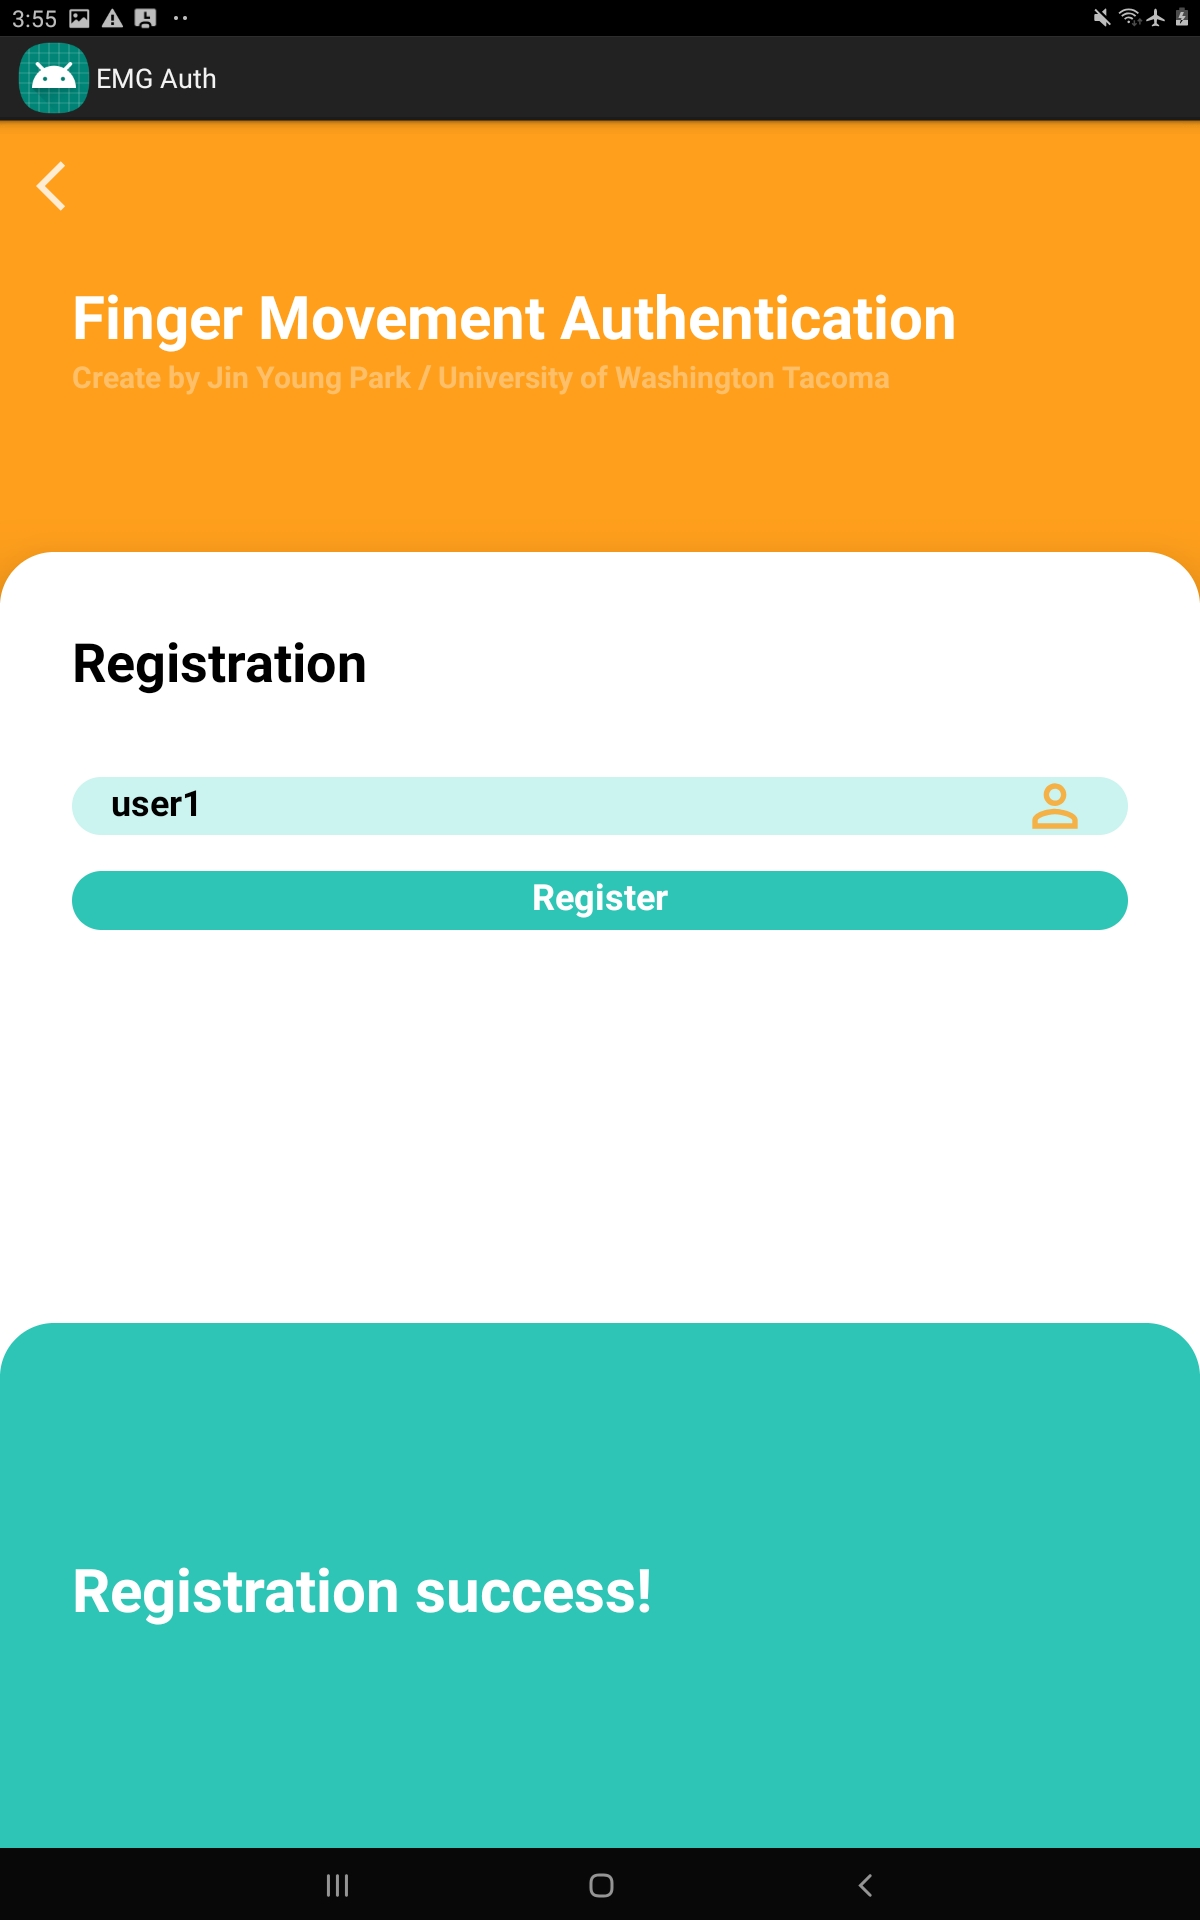 3:55
EMG Auth
Finger Movement Authentication
Create by Jin Young Park / University of Washington Tacoma
Registration
user1
Register
Registration success!